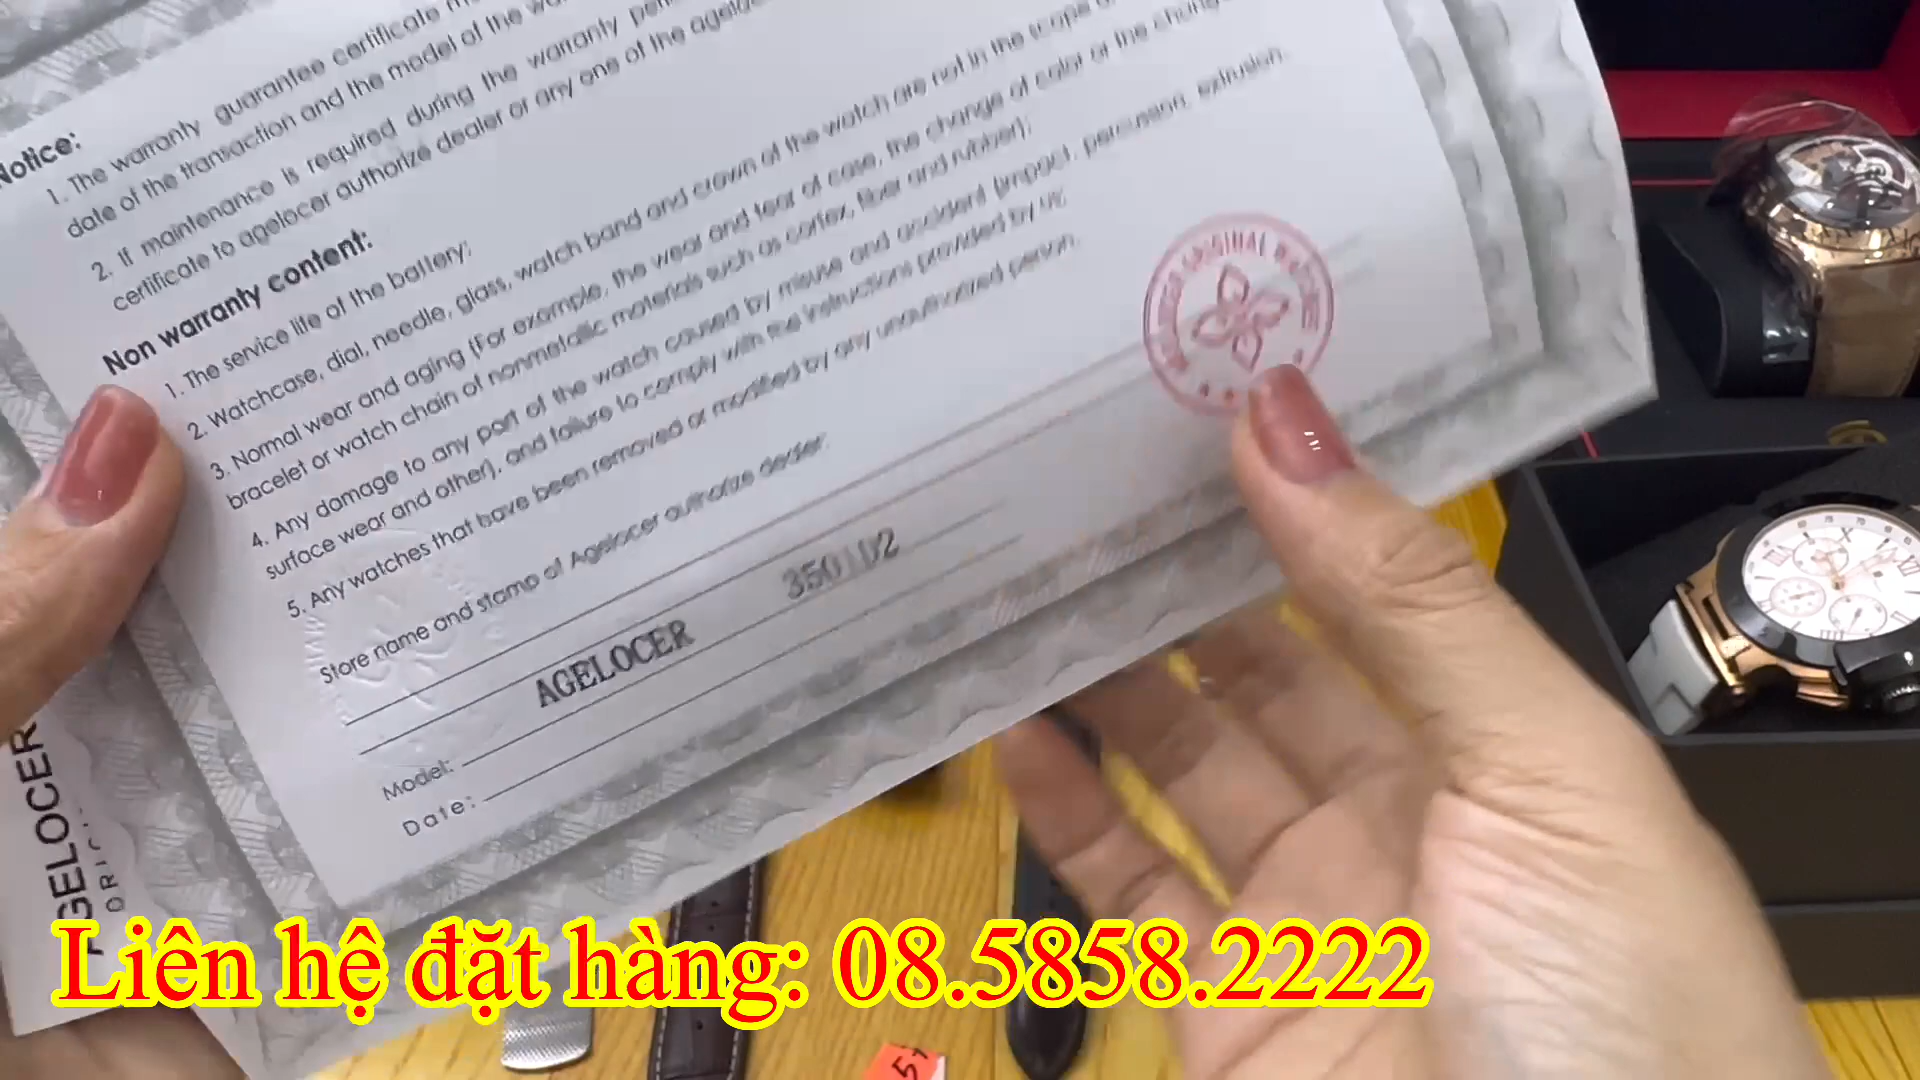 Notice:
1. The warranty guarantee certificate
date of the transaction and the model of the
2. If maintenance is required during the warranty
certificate to agelocer authorize dealer or any one of the
Non warranty content:
1. The service life of the battery;
2. Watchcase, dial, needle, glass, watch band and crown of the watch are not in the scope
3. Normal wear and aging (For example, the wear and tear of case, the change of color or the
bracelet or watch chain of nonmetallic materials such as cortex, fiber and rubber);
4. Any damage to any part of the watch caused by misuse and accident (impact, percussion, extrusion,
surface wear and other), and failure to comply with the instructions provided by us;
5. Any watches that have been removed or modified by any unauthorized person.
Store name and stamp of Agelocer authorize dealer:
AGELOCER
Model:
Date:
ORIGINAL
GELOCER
Liên hệ đặt hàng: 08.5858.2222